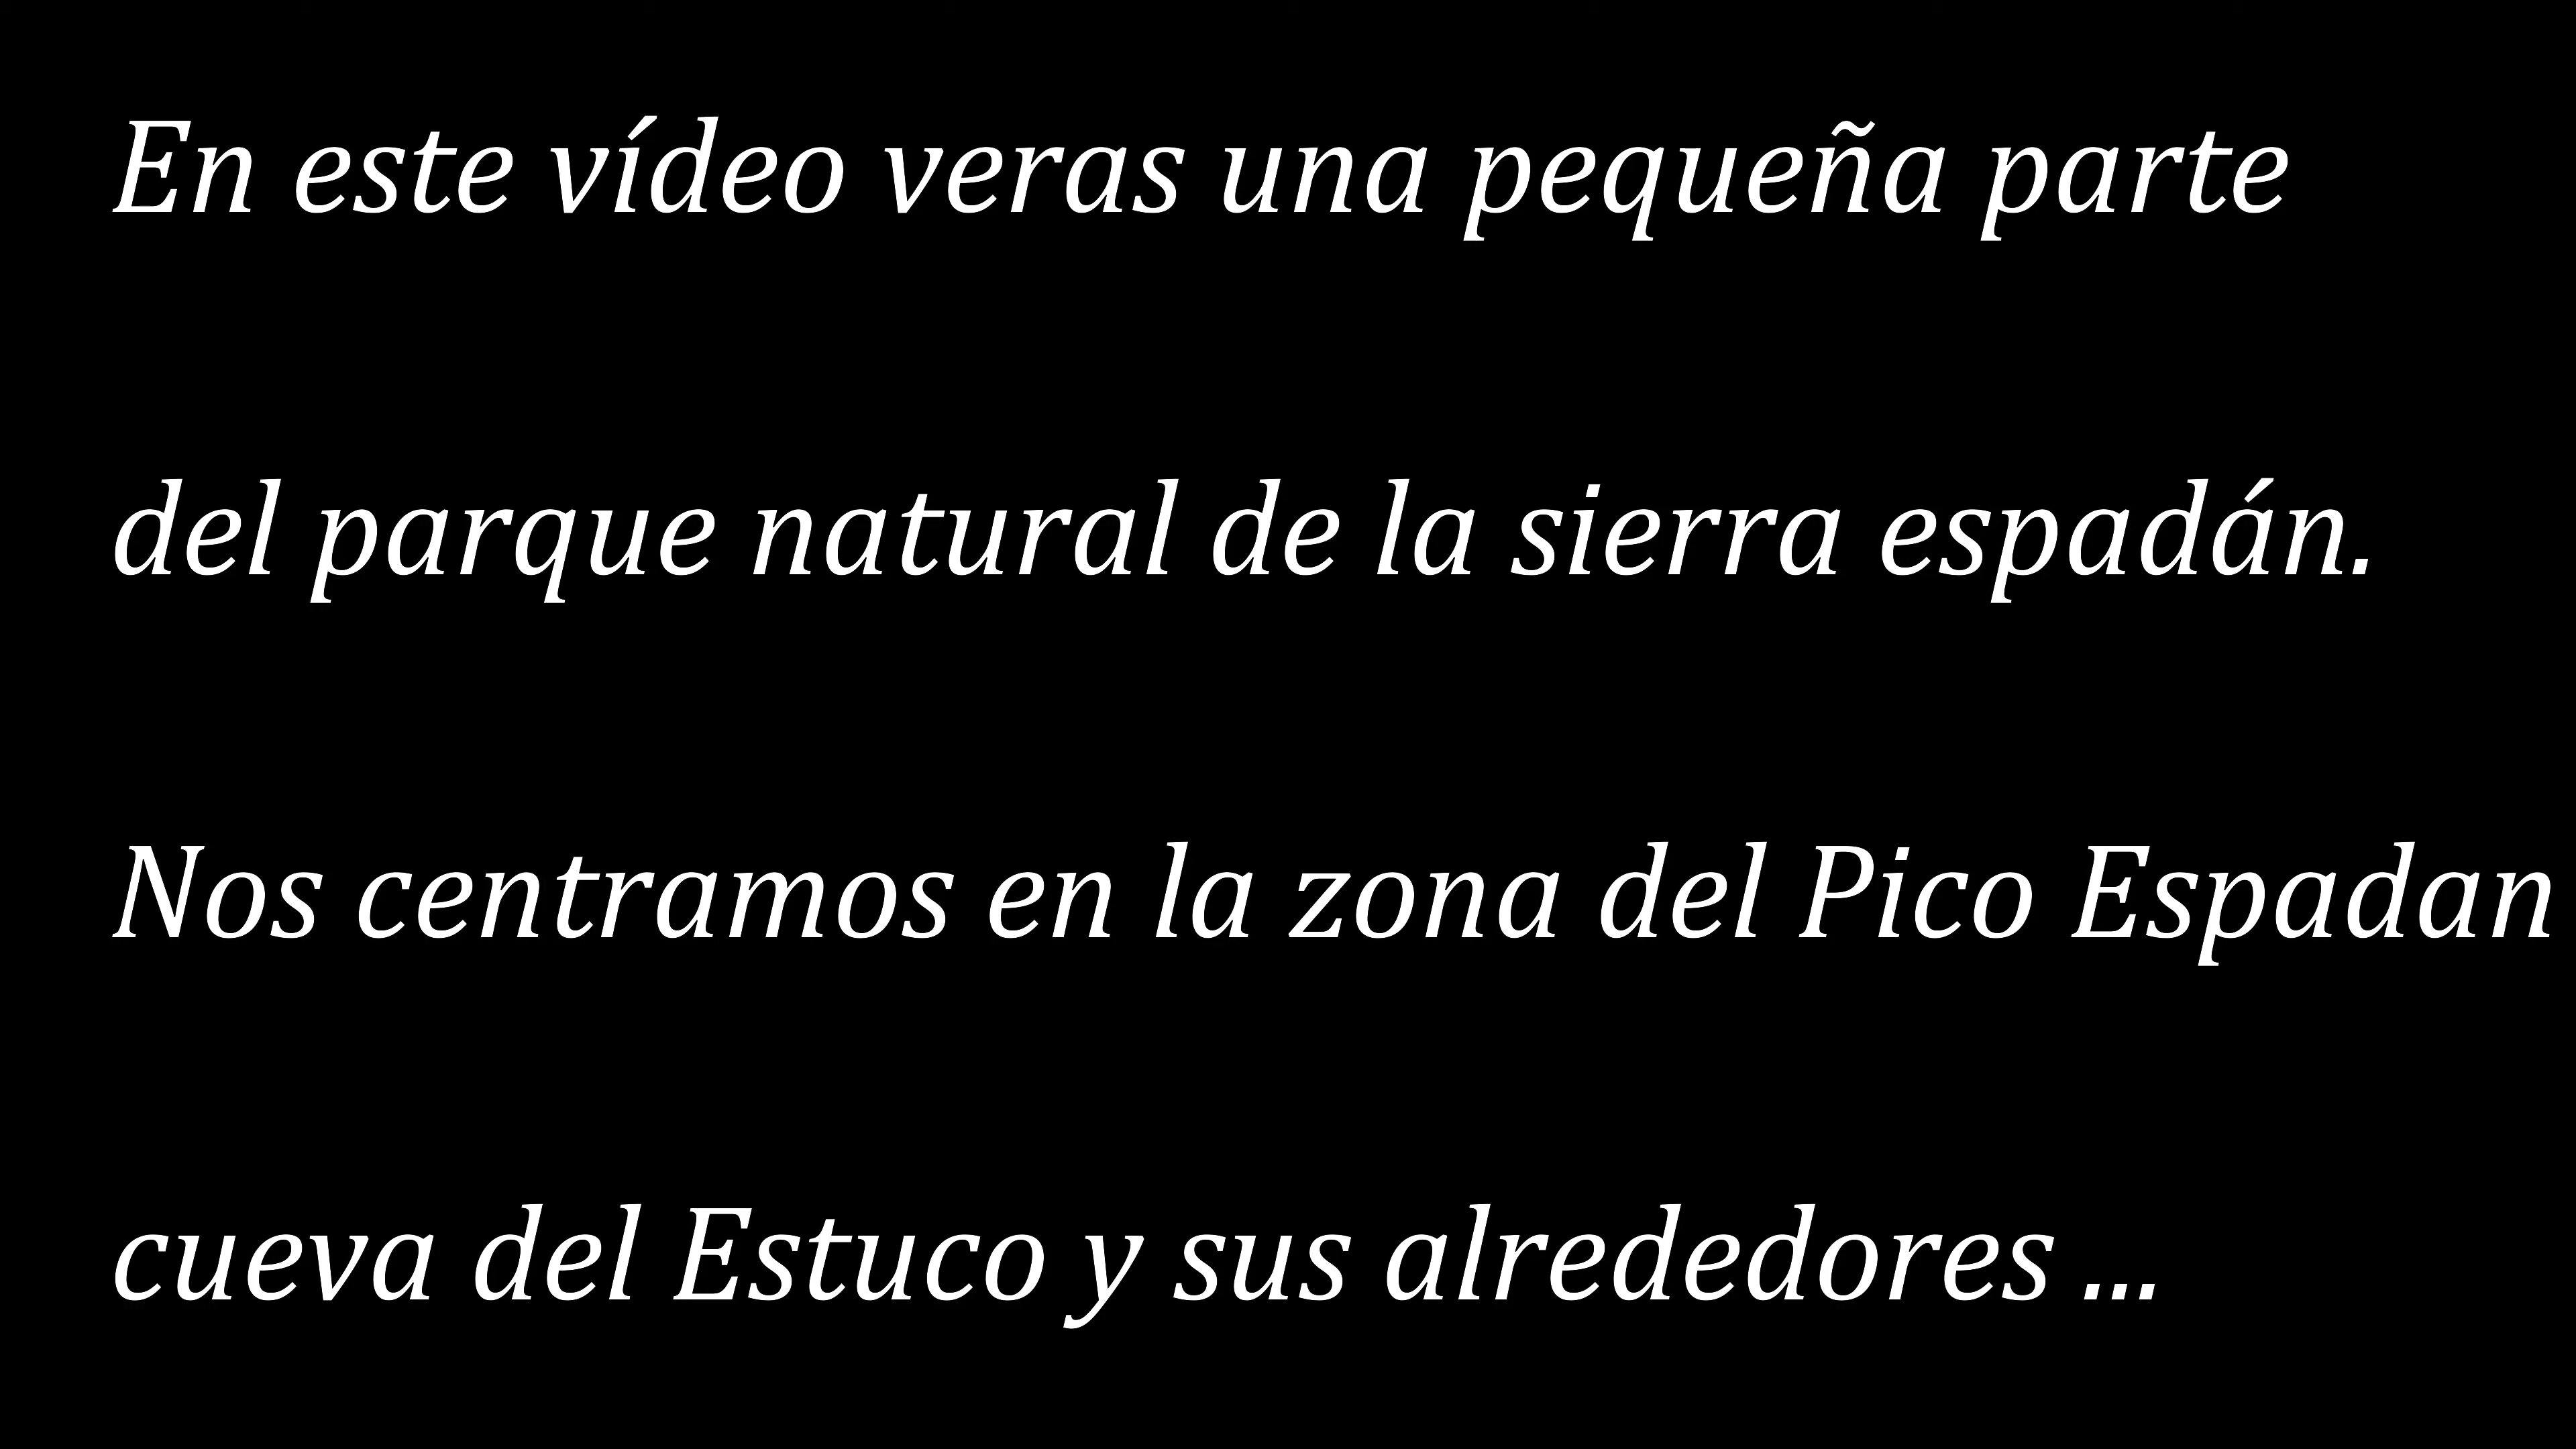 En este vídeo veras una pequeña parte
del parque natural de la sierra espadán.
Nos centramos en la zona del Pico Espadan
cueva del Estuco y sus alrededores ...